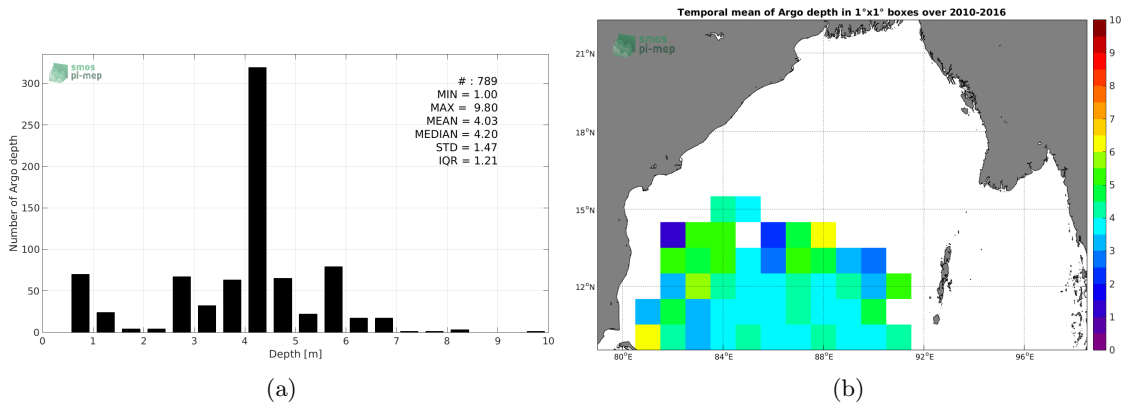 smos
pi-mep
# : 789
MIN = 1.00
MAX = 9.80
MEAN = 4.03
MEDIAN = 4.20
STD = 1.47
IQR = 1.21
Number of Argo depth
300
250
200
150
100
50
0
0 1 2 3 4 5 6 7 8 9 10
Depth [m]
(a)
Temporal mean of Argo depth in 1°x1° boxes over 2010-2016
smos
pi-mep
21°N
18°N
15°N
12°N
80°E 84°E 88°E 92°E 96°E
10
9
8
7
6
5
4
3
2
1
0
(b)